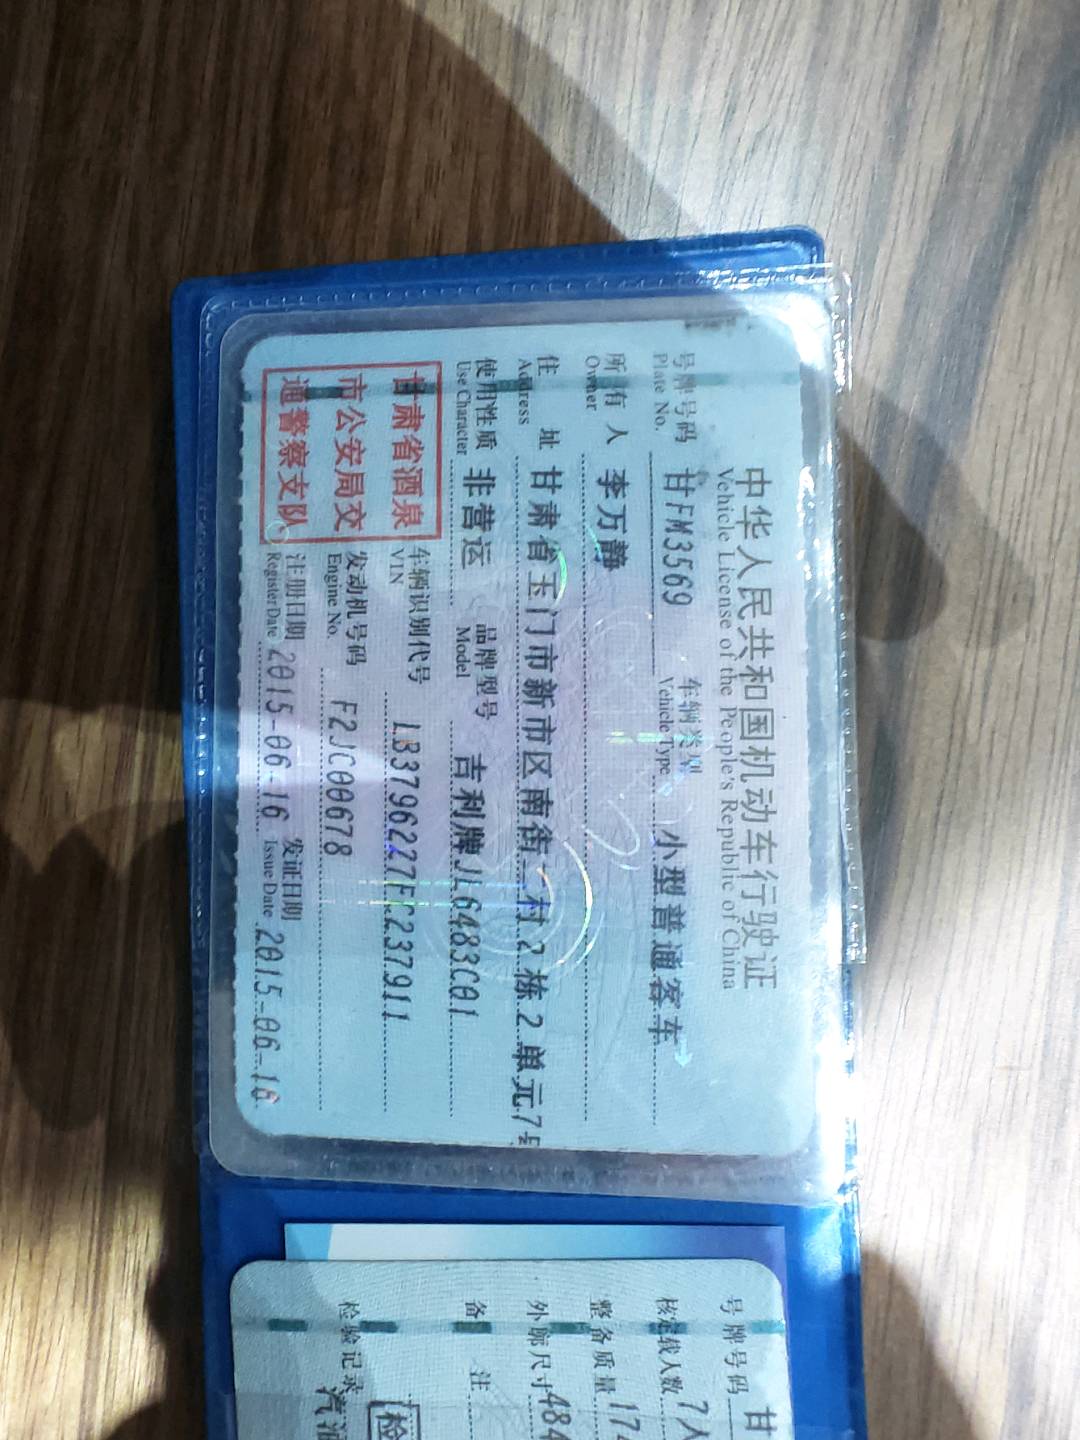 中华人民共和国机动车行驶证
Vehicle License of the People's Republic of China
号牌号码 甘FM3569 车辆类型 小型普通客车
Plate No. Vehicle Type
所有人 李万静
Owner
住址 甘肃省玉门市新市区南街二村2栋2单元7号
Address
使用性质 非营运 品牌型号 吉利牌JL6483C01
Use Character Model
甘肃省酒泉
市公安局交
通警察支队
车辆识别代号 LB37962Z7FC237911
VIN
发动机号码 F2JC00678
Engine No.
注册日期 2015-06-16 发证日期 2015-06-16
Register Date Issue Date
号牌号码 甘
核定载人数 7人
整备质量 174
外廓尺寸 484
备注
检验记录 检
汽油